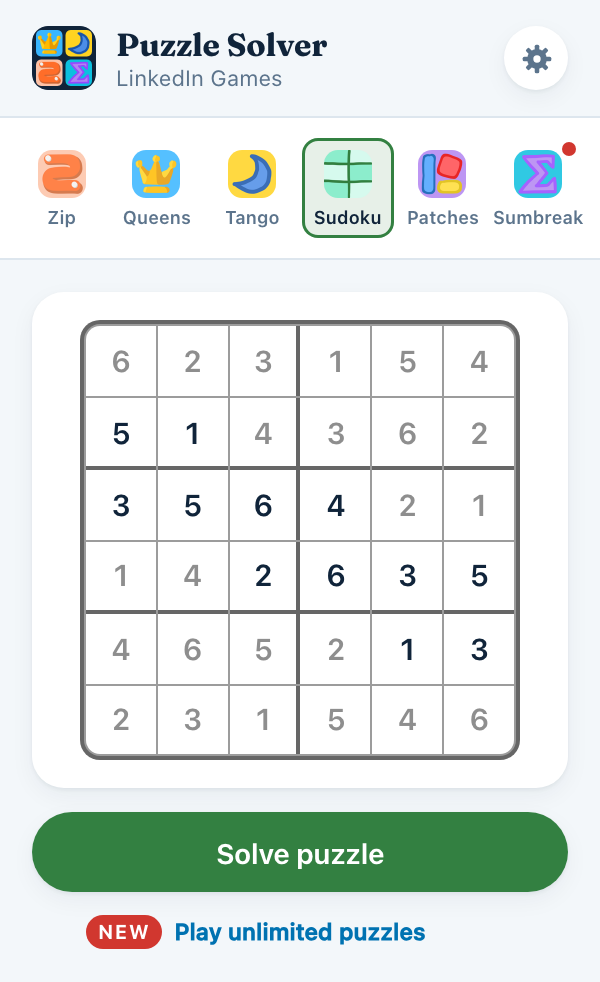 Puzzle Solver
LinkedIn Games
Zip Queens Tango Sudoku Patches Sumbreak
6 2 3 1 5 4
5 1 4 3 6 2
3 5 6 4 2 1
1 4 2 6 3 5
4 6 5 2 1 3
2 3 1 5 4 6
Solve puzzle
NEW Play unlimited puzzles